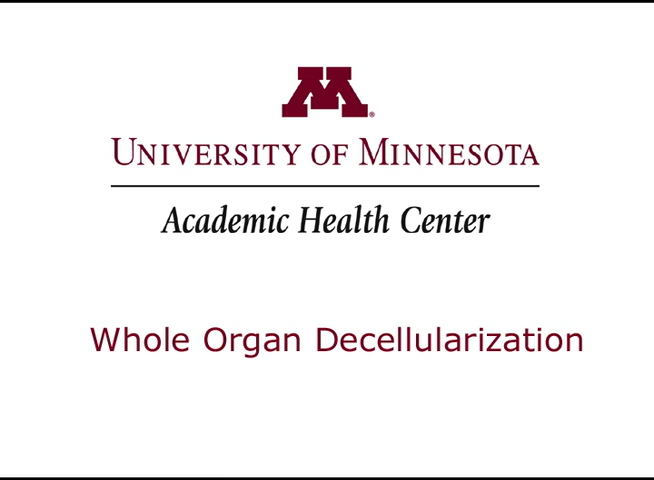 M®
UNIVERSITY OF MINNESOTA
Academic Health Center
Whole Organ Decellularization